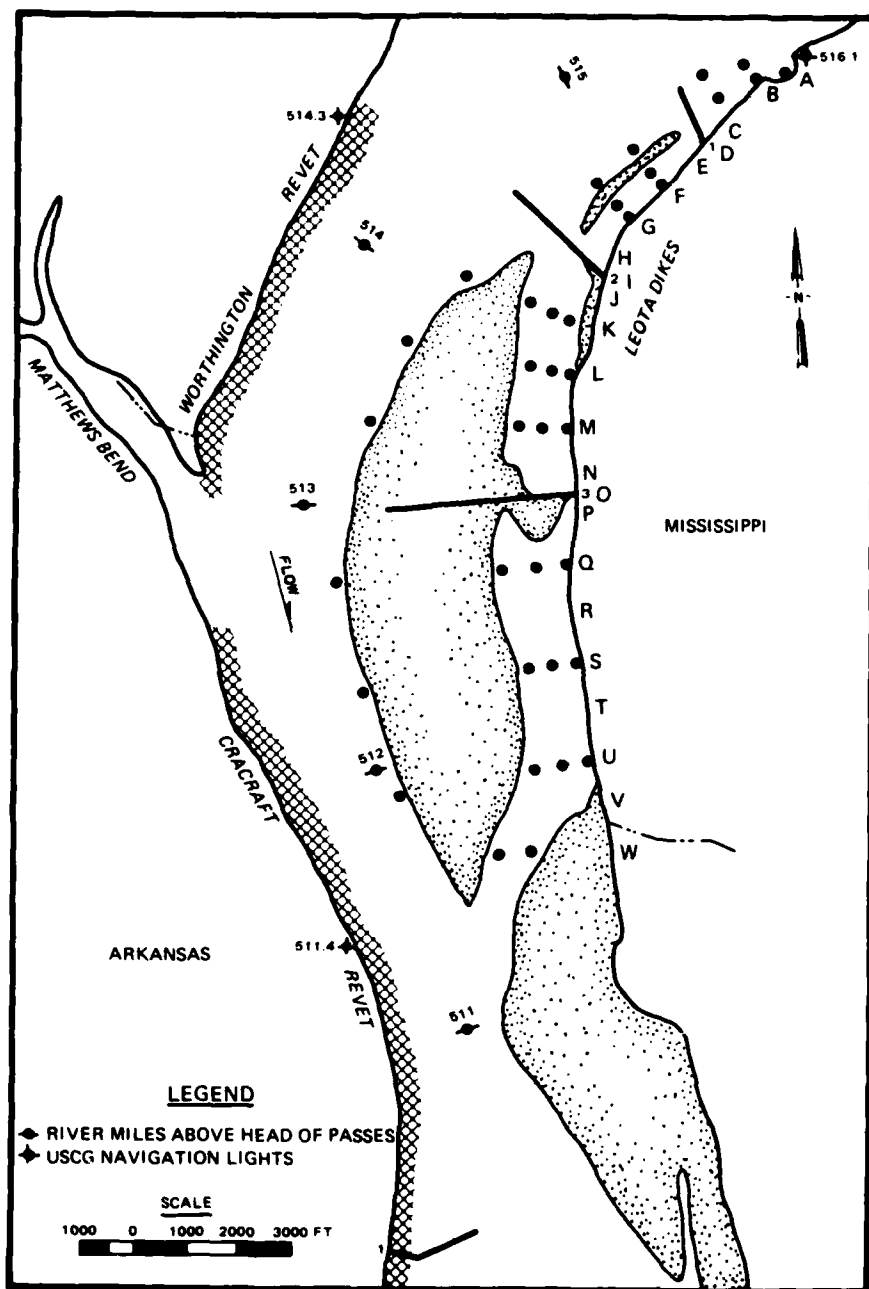 516.1
A
515
B
514.3
C
1 D
E
REVET
F
G
514
H
2 I
J
LEOTA DIKES
N
K
WORTHINGTON
L
MATTHEWS BEND
M
N
513
3 O
P
MISSISSIPPI
FLOW
Q
R
S
T
CRACRAFT
512
U
V
W
511.4
ARKANSAS
REVET
511
LEGEND
RIVER MILES ABOVE HEAD OF PASSES
USCG NAVIGATION LIGHTS
SCALE
1000 0 1000 2000 3000 FT
1